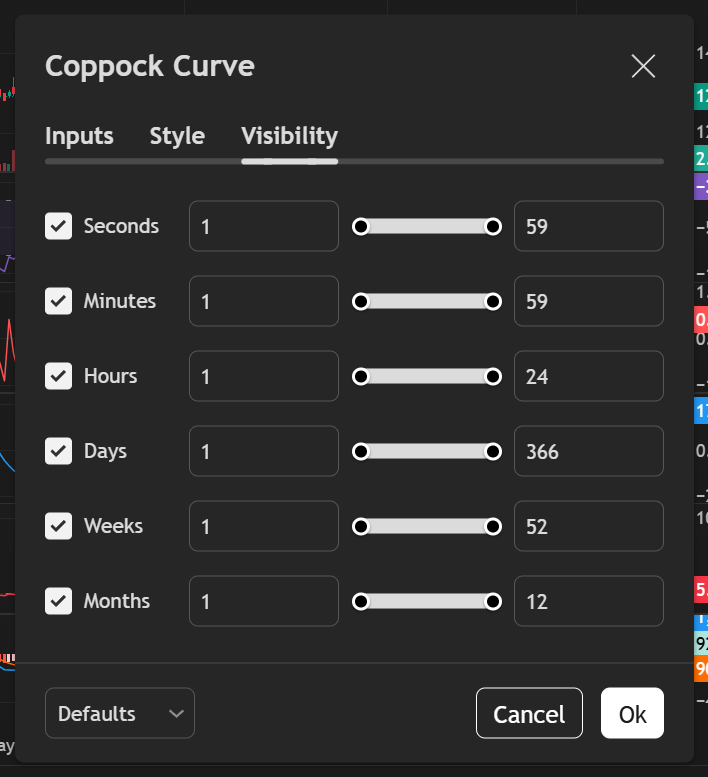 Coppock Curve
Inputs Style Visibility
Seconds 1 59
Minutes 1 59
Hours 1 24
Days 1 366
Weeks 1 52
Months 1 12
Defaults Cancel Ok